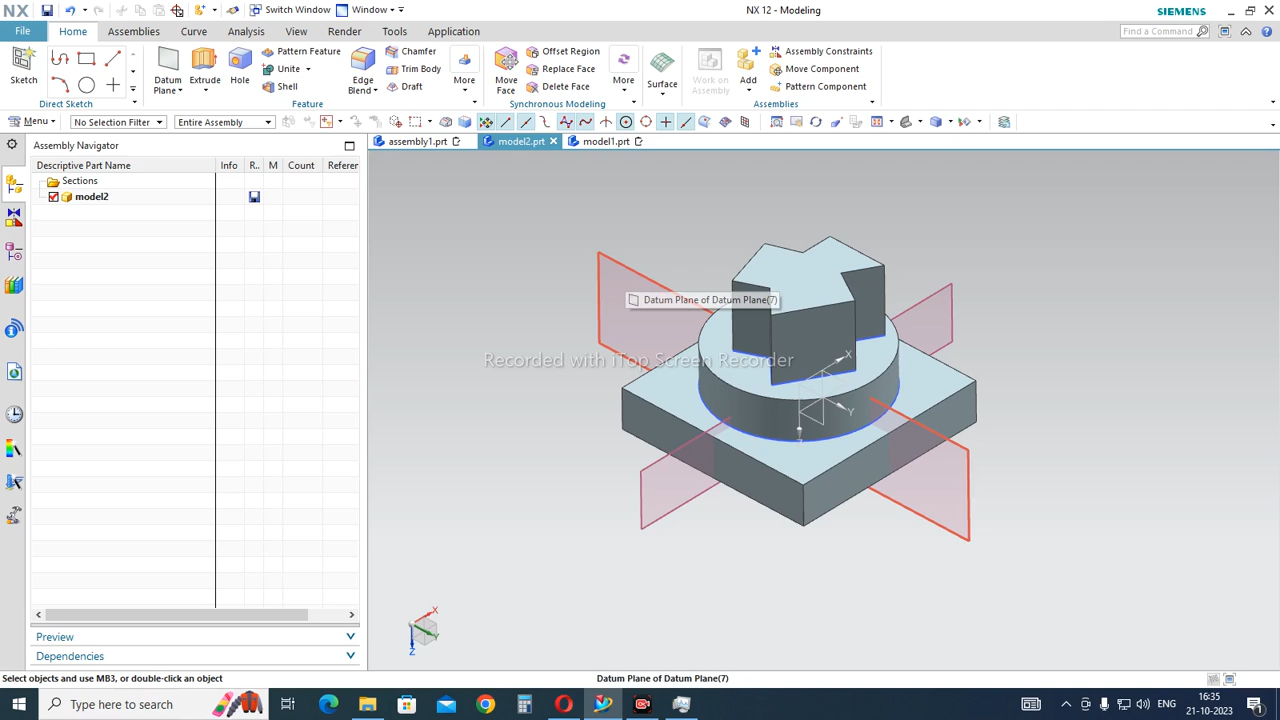 NX Switch Window Window NX 12 - Modeling SIEMENS
File Home Assemblies Curve Analysis View Render Tools Application Find a Command
Sketch Direct Sketch
Datum Plane Extrude Hole Pattern Feature Unite Shell Edge Blend Chamfer Trim Body Draft More Feature
Move Face Offset Region Replace Face Delete Face More Synchronous Modeling
Surface
Work on Assembly Add Assembly Constraints Move Component Pattern Component Assemblies
Menu No Selection Filter Entire Assembly
assembly1.prt model2.prt model1.prt
Assembly Navigator
Descriptive Part Name Info R.. M Count Referer
Sections
model2
Datum Plane of Datum Plane(7)
Recorded with iTop Screen Recorder
X
Y
X
Y
Z
Preview
Dependencies
Select objects and use MB3, or double-click an object Datum Plane of Datum Plane(7)
Type here to search ENG 16:35
21-10-2023